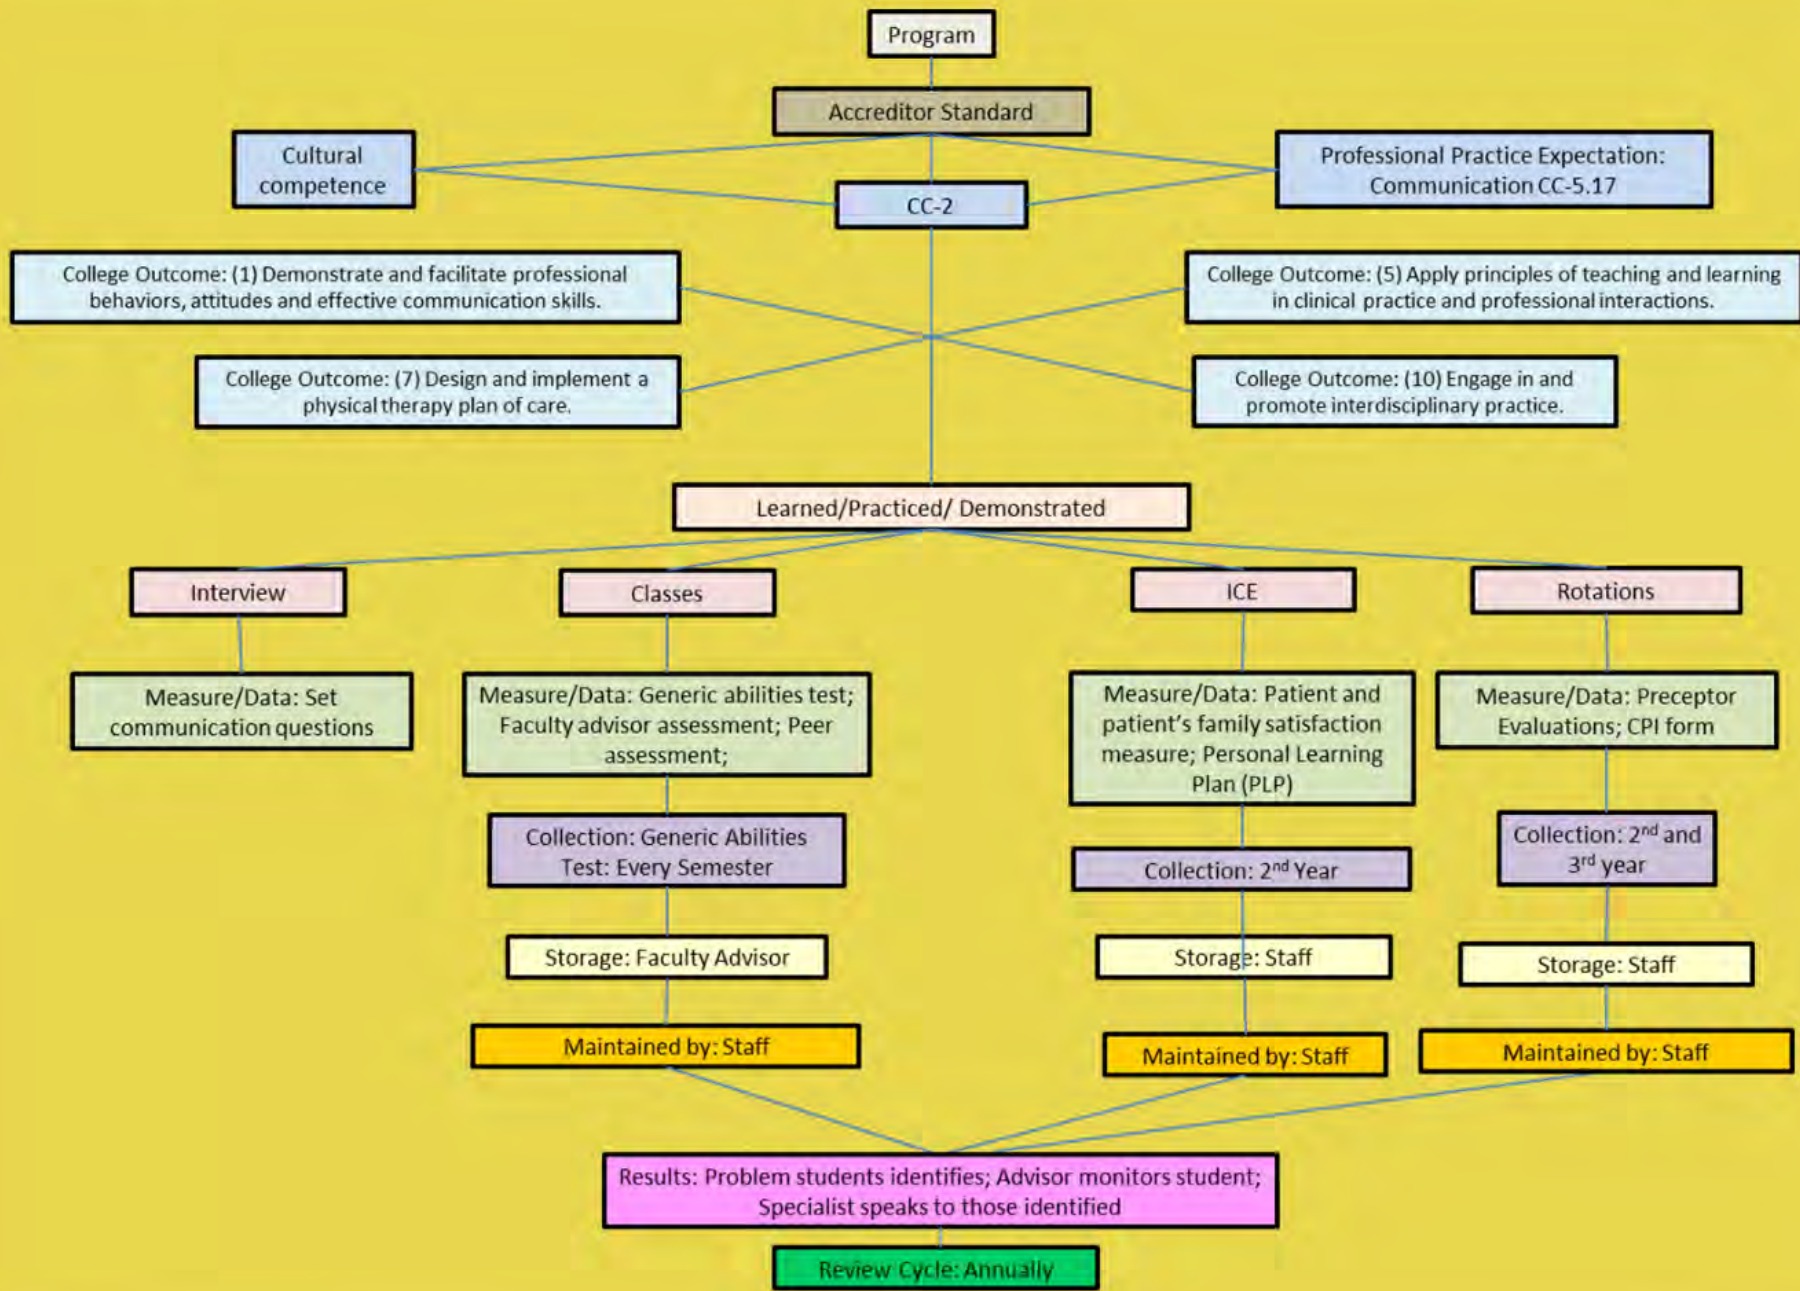 Program
Accreditor Standard
Cultural
competence
Professional Practice Expectation:
Communication CC-5.17
CC-2
College Outcome: (1) Demonstrate and facilitate professional
behaviors, attitudes and effective communication skills.
College Outcome: (5) Apply principles of teaching and learning
in clinical practice and professional interactions.
College Outcome: (7) Design and implement a
physical therapy plan of care.
College Outcome: (10) Engage in and
promote interdisciplinary practice.
Learned/Practiced/ Demonstrated
Interview
Classes
ICE
Rotations
Measure/Data: Set
communication questions
Measure/Data: Generic abilities test;
Faculty advisor assessment; Peer
assessment;
Measure/Data: Patient and
patient's family satisfaction
measure; Personal Learning
Plan (PLP)
Measure/Data: Preceptor
Evaluations; CPI form
Collection: Generic Abilities
Test: Every Semester
Collection: 2nd Year
Collection: 2nd and
3rd year
Storage: Faculty Advisor
Storage: Staff
Storage: Staff
Maintained by: Staff
Maintained by: Staff
Maintained by: Staff
Results: Problem students identifies; Advisor monitors student;
Specialist speaks to those identified
Review Cycle: Annually